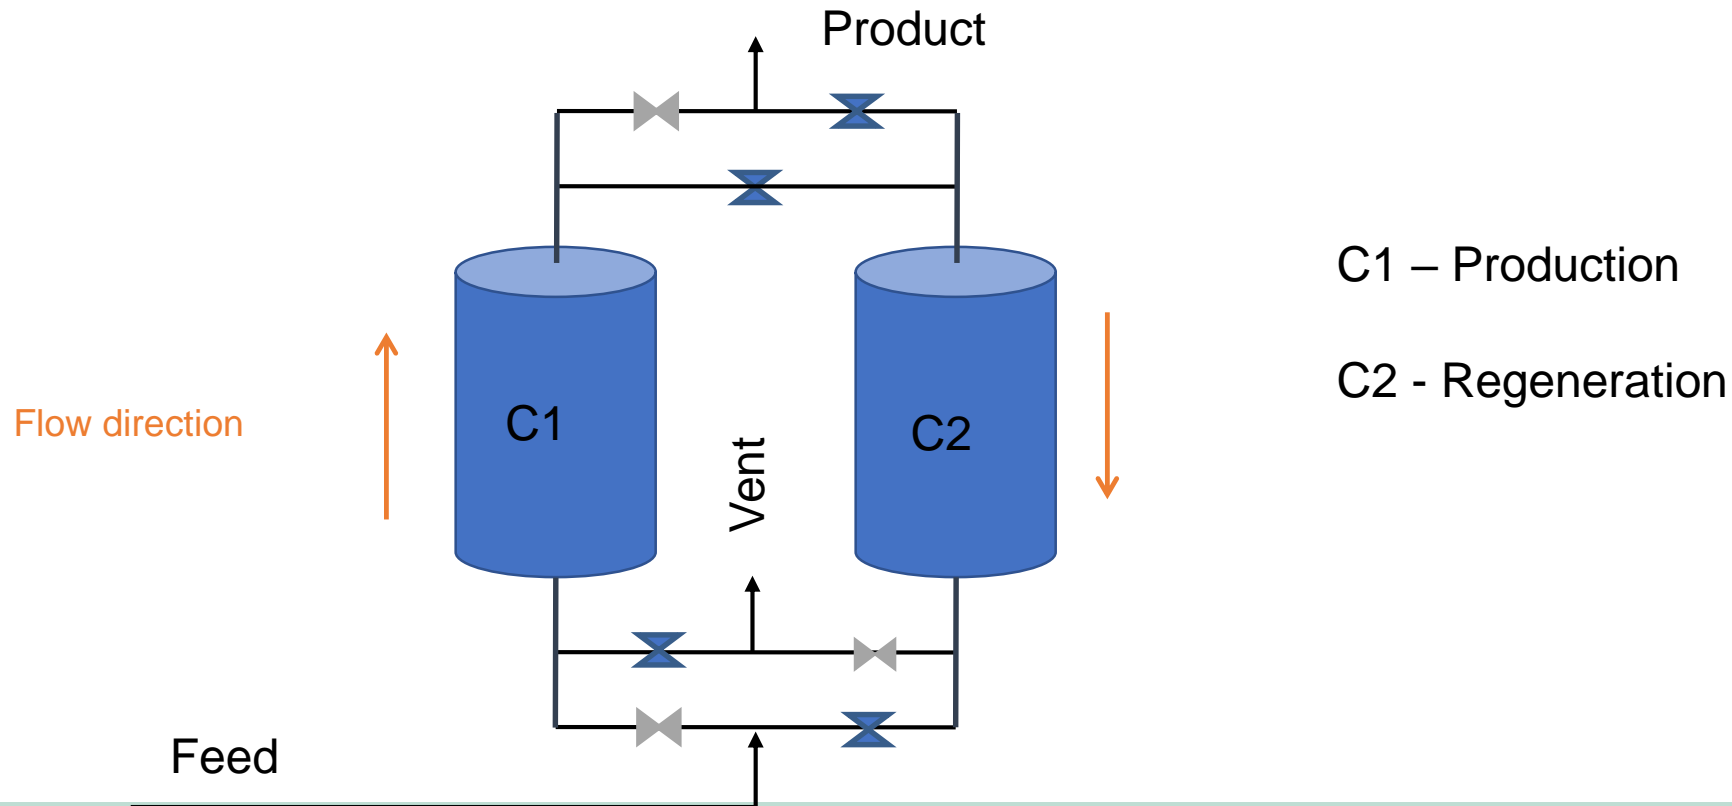 Product
C1 – Production
C2 - Regeneration
Flow direction
C1
C2
Vent
Feed